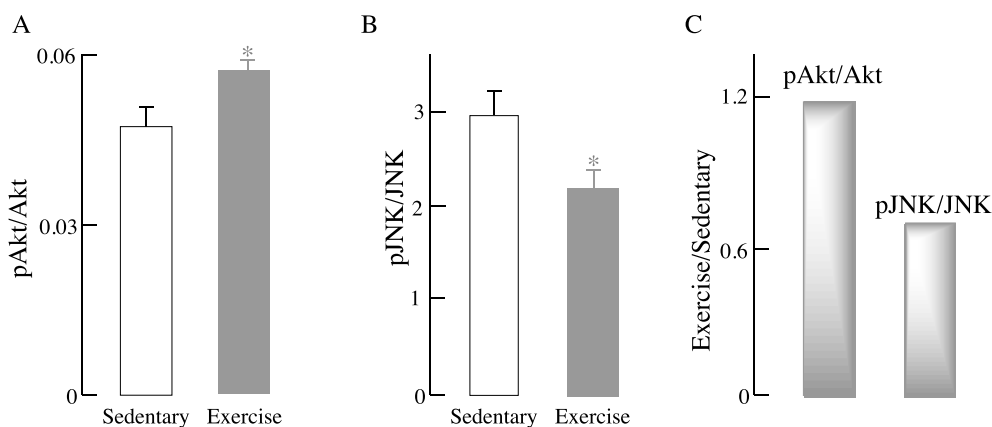 A
pAkt/Akt
0.06
0.03
0
*
Sedentary
Exercise
B
pJNK/JNK
3
2
1
0
*
Sedentary
Exercise
C
Exercise/Sedentary
1.2
0.6
0
pAkt/Akt
pJNK/JNK